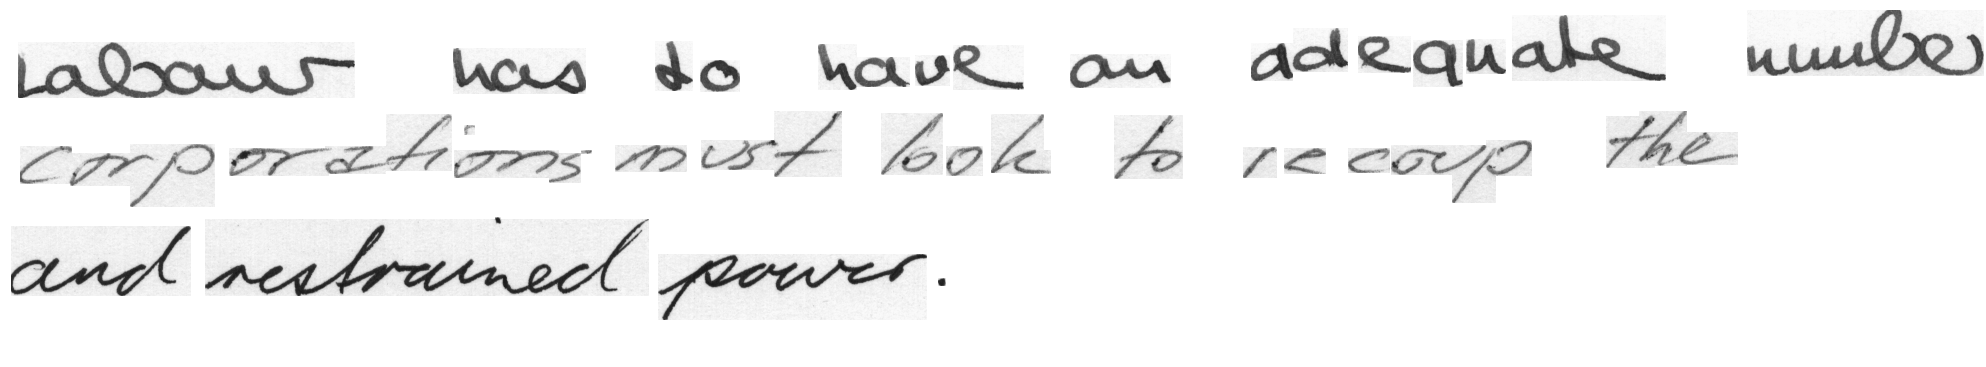 Labour has to have an adequate number
corporations must look to recoup the
and restrained power.